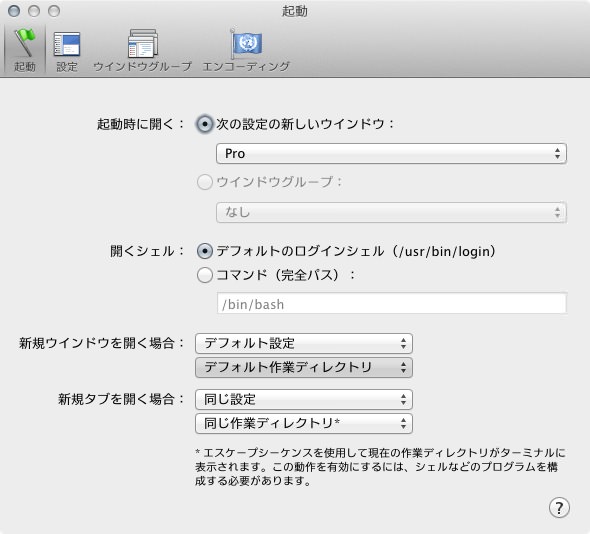 起動
起動 設定 ウインドウグループ エンコーディング
起動時に開く： 次の設定の新しいウインドウ：
Pro
ウインドウグループ：
なし
開くシェル： デフォルトのログインシェル（/usr/bin/login）
コマンド（完全パス）：
/bin/bash
新規ウインドウを開く場合： デフォルト設定
デフォルト作業ディレクトリ
新規タブを開く場合： 同じ設定
同じ作業ディレクトリ*
* エスケープシーケンスを使用して現在の作業ディレクトリがターミナルに
表示されます。この動作を有効にするには、シェルなどのプログラムを構
成する必要があります。
?